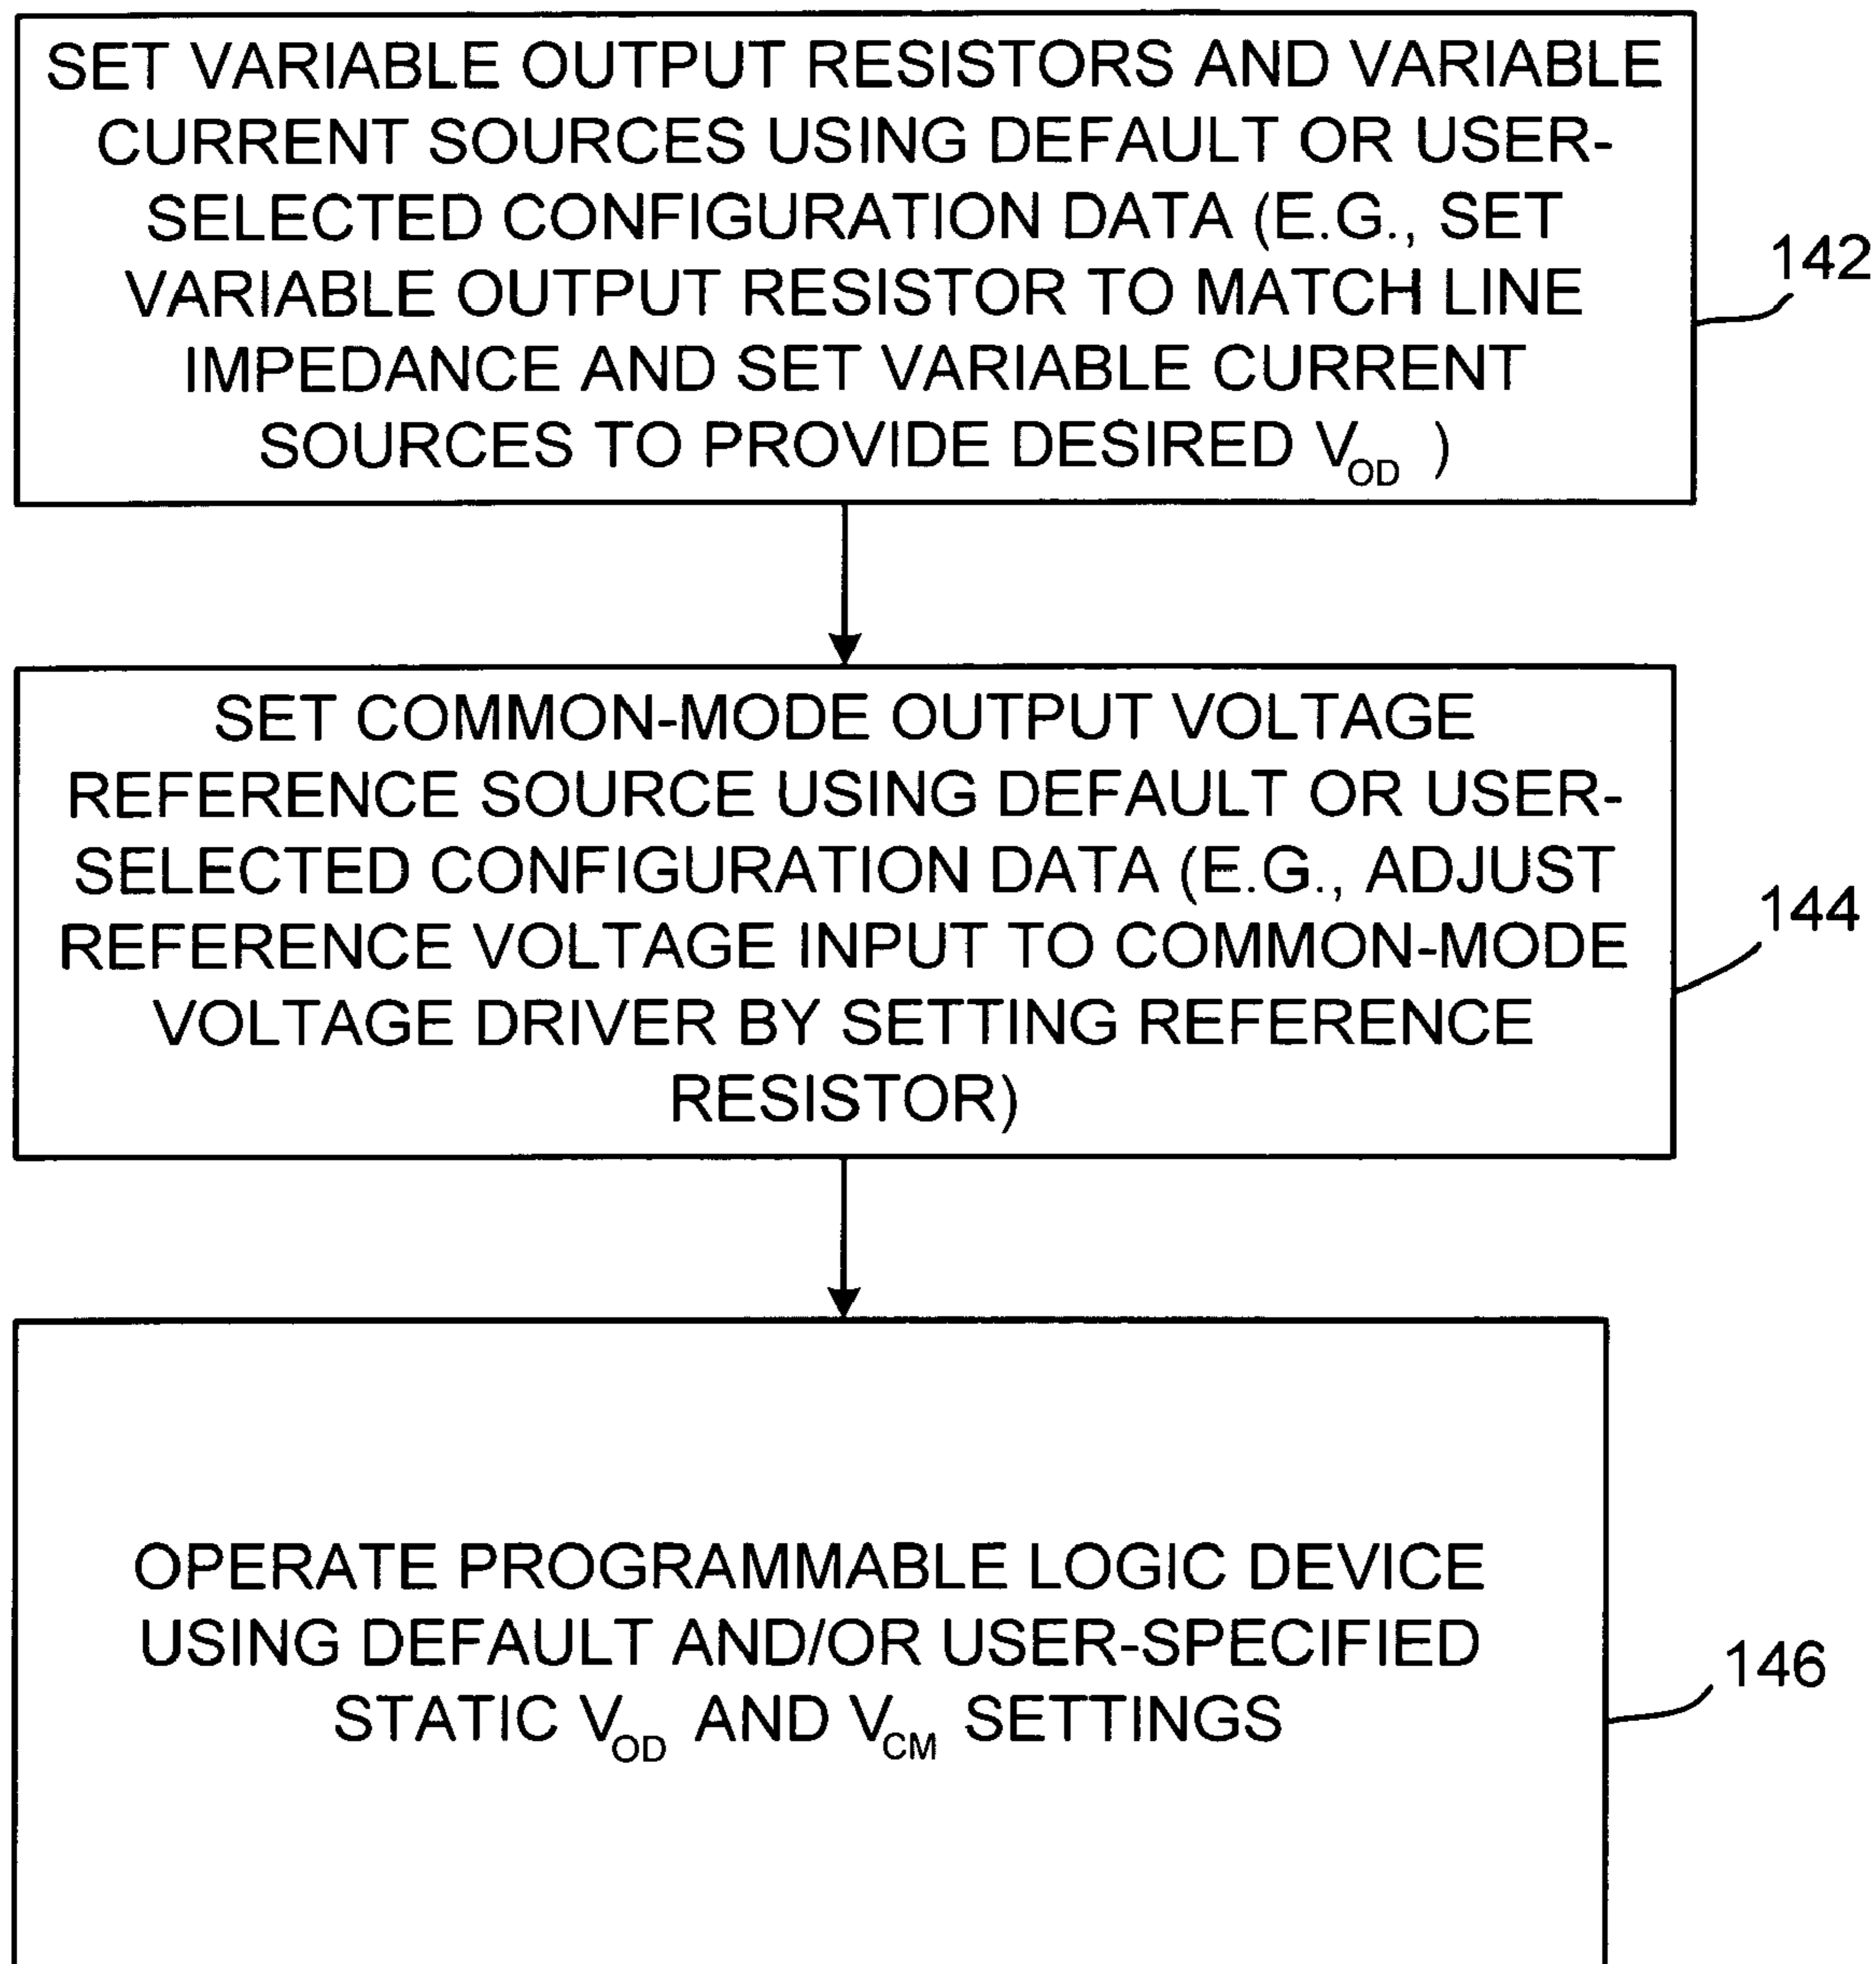 SET VARIABLE OUTPUT RESISTORS AND VARIABLE
CURRENT SOURCES USING DEFAULT OR USER-
SELECTED CONFIGURATION DATA (E.G., SET
VARIABLE OUTPUT RESISTOR TO MATCH LINE
IMPEDANCE AND SET VARIABLE CURRENT
SOURCES TO PROVIDE DESIRED VOD )
142
SET COMMON-MODE OUTPUT VOLTAGE
REFERENCE SOURCE USING DEFAULT OR USER-
SELECTED CONFIGURATION DATA (E.G., ADJUST
REFERENCE VOLTAGE INPUT TO COMMON-MODE
VOLTAGE DRIVER BY SETTING REFERENCE
RESISTOR)
144
OPERATE PROGRAMMABLE LOGIC DEVICE
USING DEFAULT AND/OR USER-SPECIFIED
STATIC VOD AND VCM SETTINGS
146